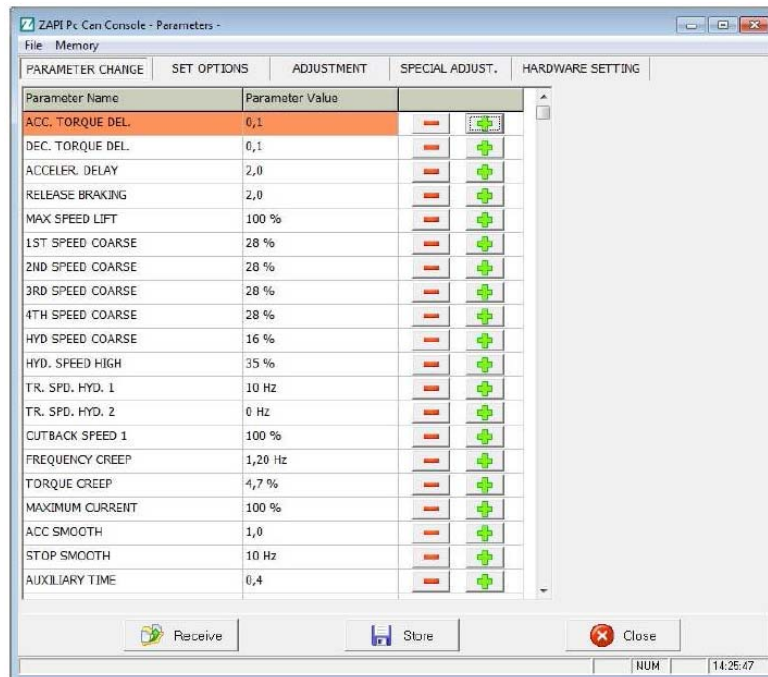 ZAPI Pc Can Console - Parameters -
File Memory
PARAMETER CHANGE SET OPTIONS ADJUSTMENT SPECIAL ADJUST. HARDWARE SETTING
Parameter Name Parameter Value
ACC. TORQUE DEL. 0,1
DEC. TORQUE DEL. 0,1
ACCELER. DELAY 2,0
RELEASE BRAKING 2,0
MAX SPEED LIFT 100 %
1ST SPEED COARSE 28 %
2ND SPEED COARSE 28 %
3RD SPEED COARSE 28 %
4TH SPEED COARSE 28 %
HYD SPEED COARSE 16 %
HYD. SPEED HIGH 35 %
TR. SPD. HYD. 1 10 Hz
TR. SPD. HYD. 2 0 Hz
CUTBACK SPEED 1 100 %
FREQUENCY CREEP 1,20 Hz
TORQUE CREEP 4,7 %
MAXIMUM CURRENT 100 %
ACC SMOOTH 1,0
STOP SMOOTH 10 Hz
AUXILIARY TIME 0,4
Receive Store Close
NUM 14:25:47